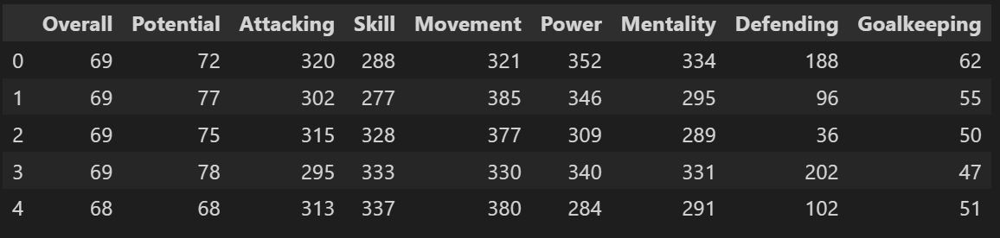 Overall Potential Attacking Skill Movement Power Mentality Defending Goalkeeping
0 69 72 320 288 321 352 334 188 62
1 69 77 302 277 385 346 295 96 55
2 69 75 315 328 377 309 289 36 50
3 69 78 295 333 330 340 331 202 47
4 68 68 313 337 380 284 291 102 51